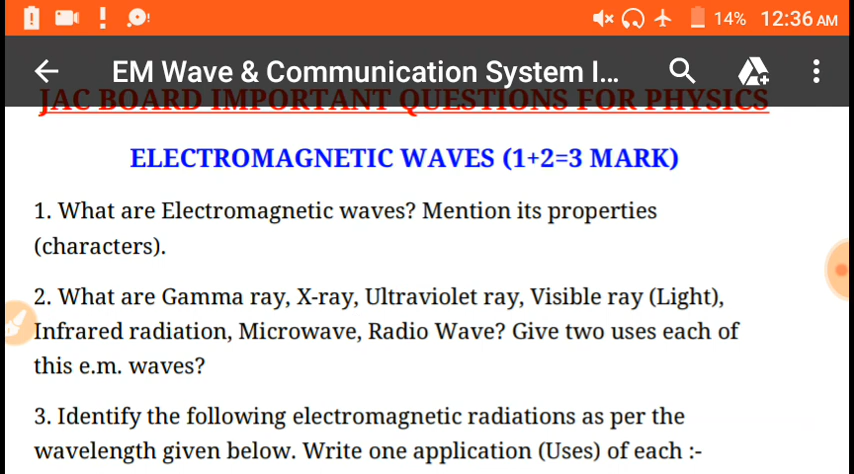 14% 12:36 AM
EM Wave & Communication System I...
JAC BOARD IMPORTANT QUESTIONS FOR PHYSICS
ELECTROMAGNETIC WAVES (1+2=3 MARK)
1. What are Electromagnetic waves? Mention its properties
(characters).
2. What are Gamma ray, X-ray, Ultraviolet ray, Visible ray (Light),
Infrared radiation, Microwave, Radio Wave? Give two uses each of
this e.m. waves?
3. Identify the following electromagnetic radiations as per the
wavelength given below. Write one application (Uses) of each :-